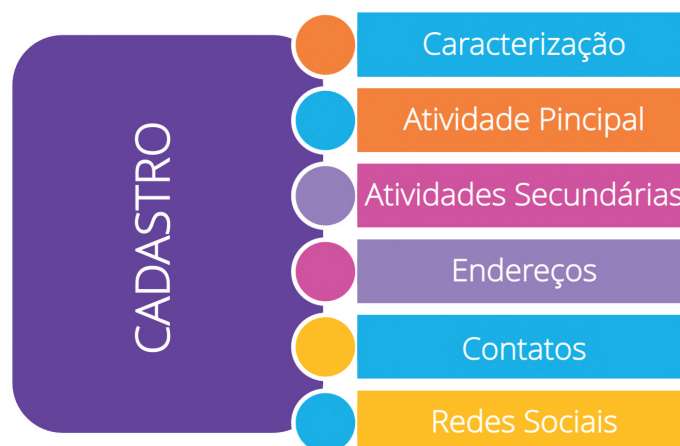 CADASTRO
Caracterização
Atividade Pincipal
Atividades Secundárias
Endereços
Contatos
Redes Sociais